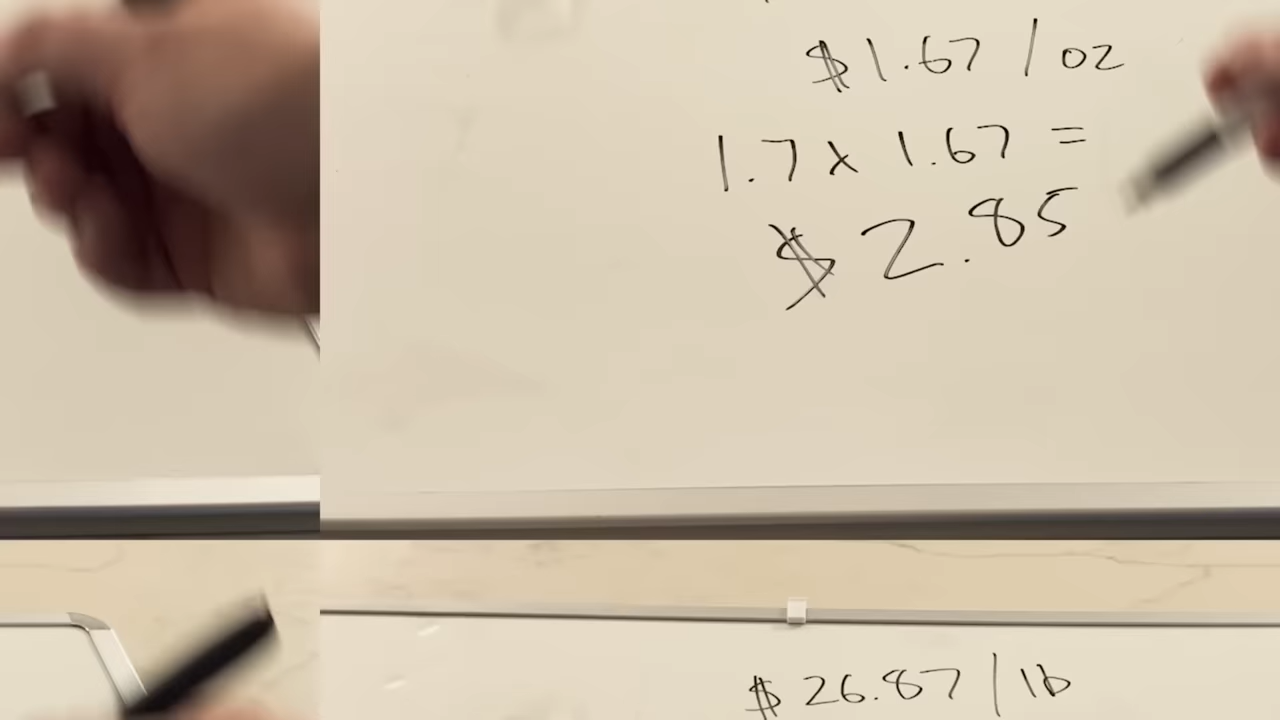 $1.67 / oz
1.7 x 1.67 =
$2.85
$26.87 / lb